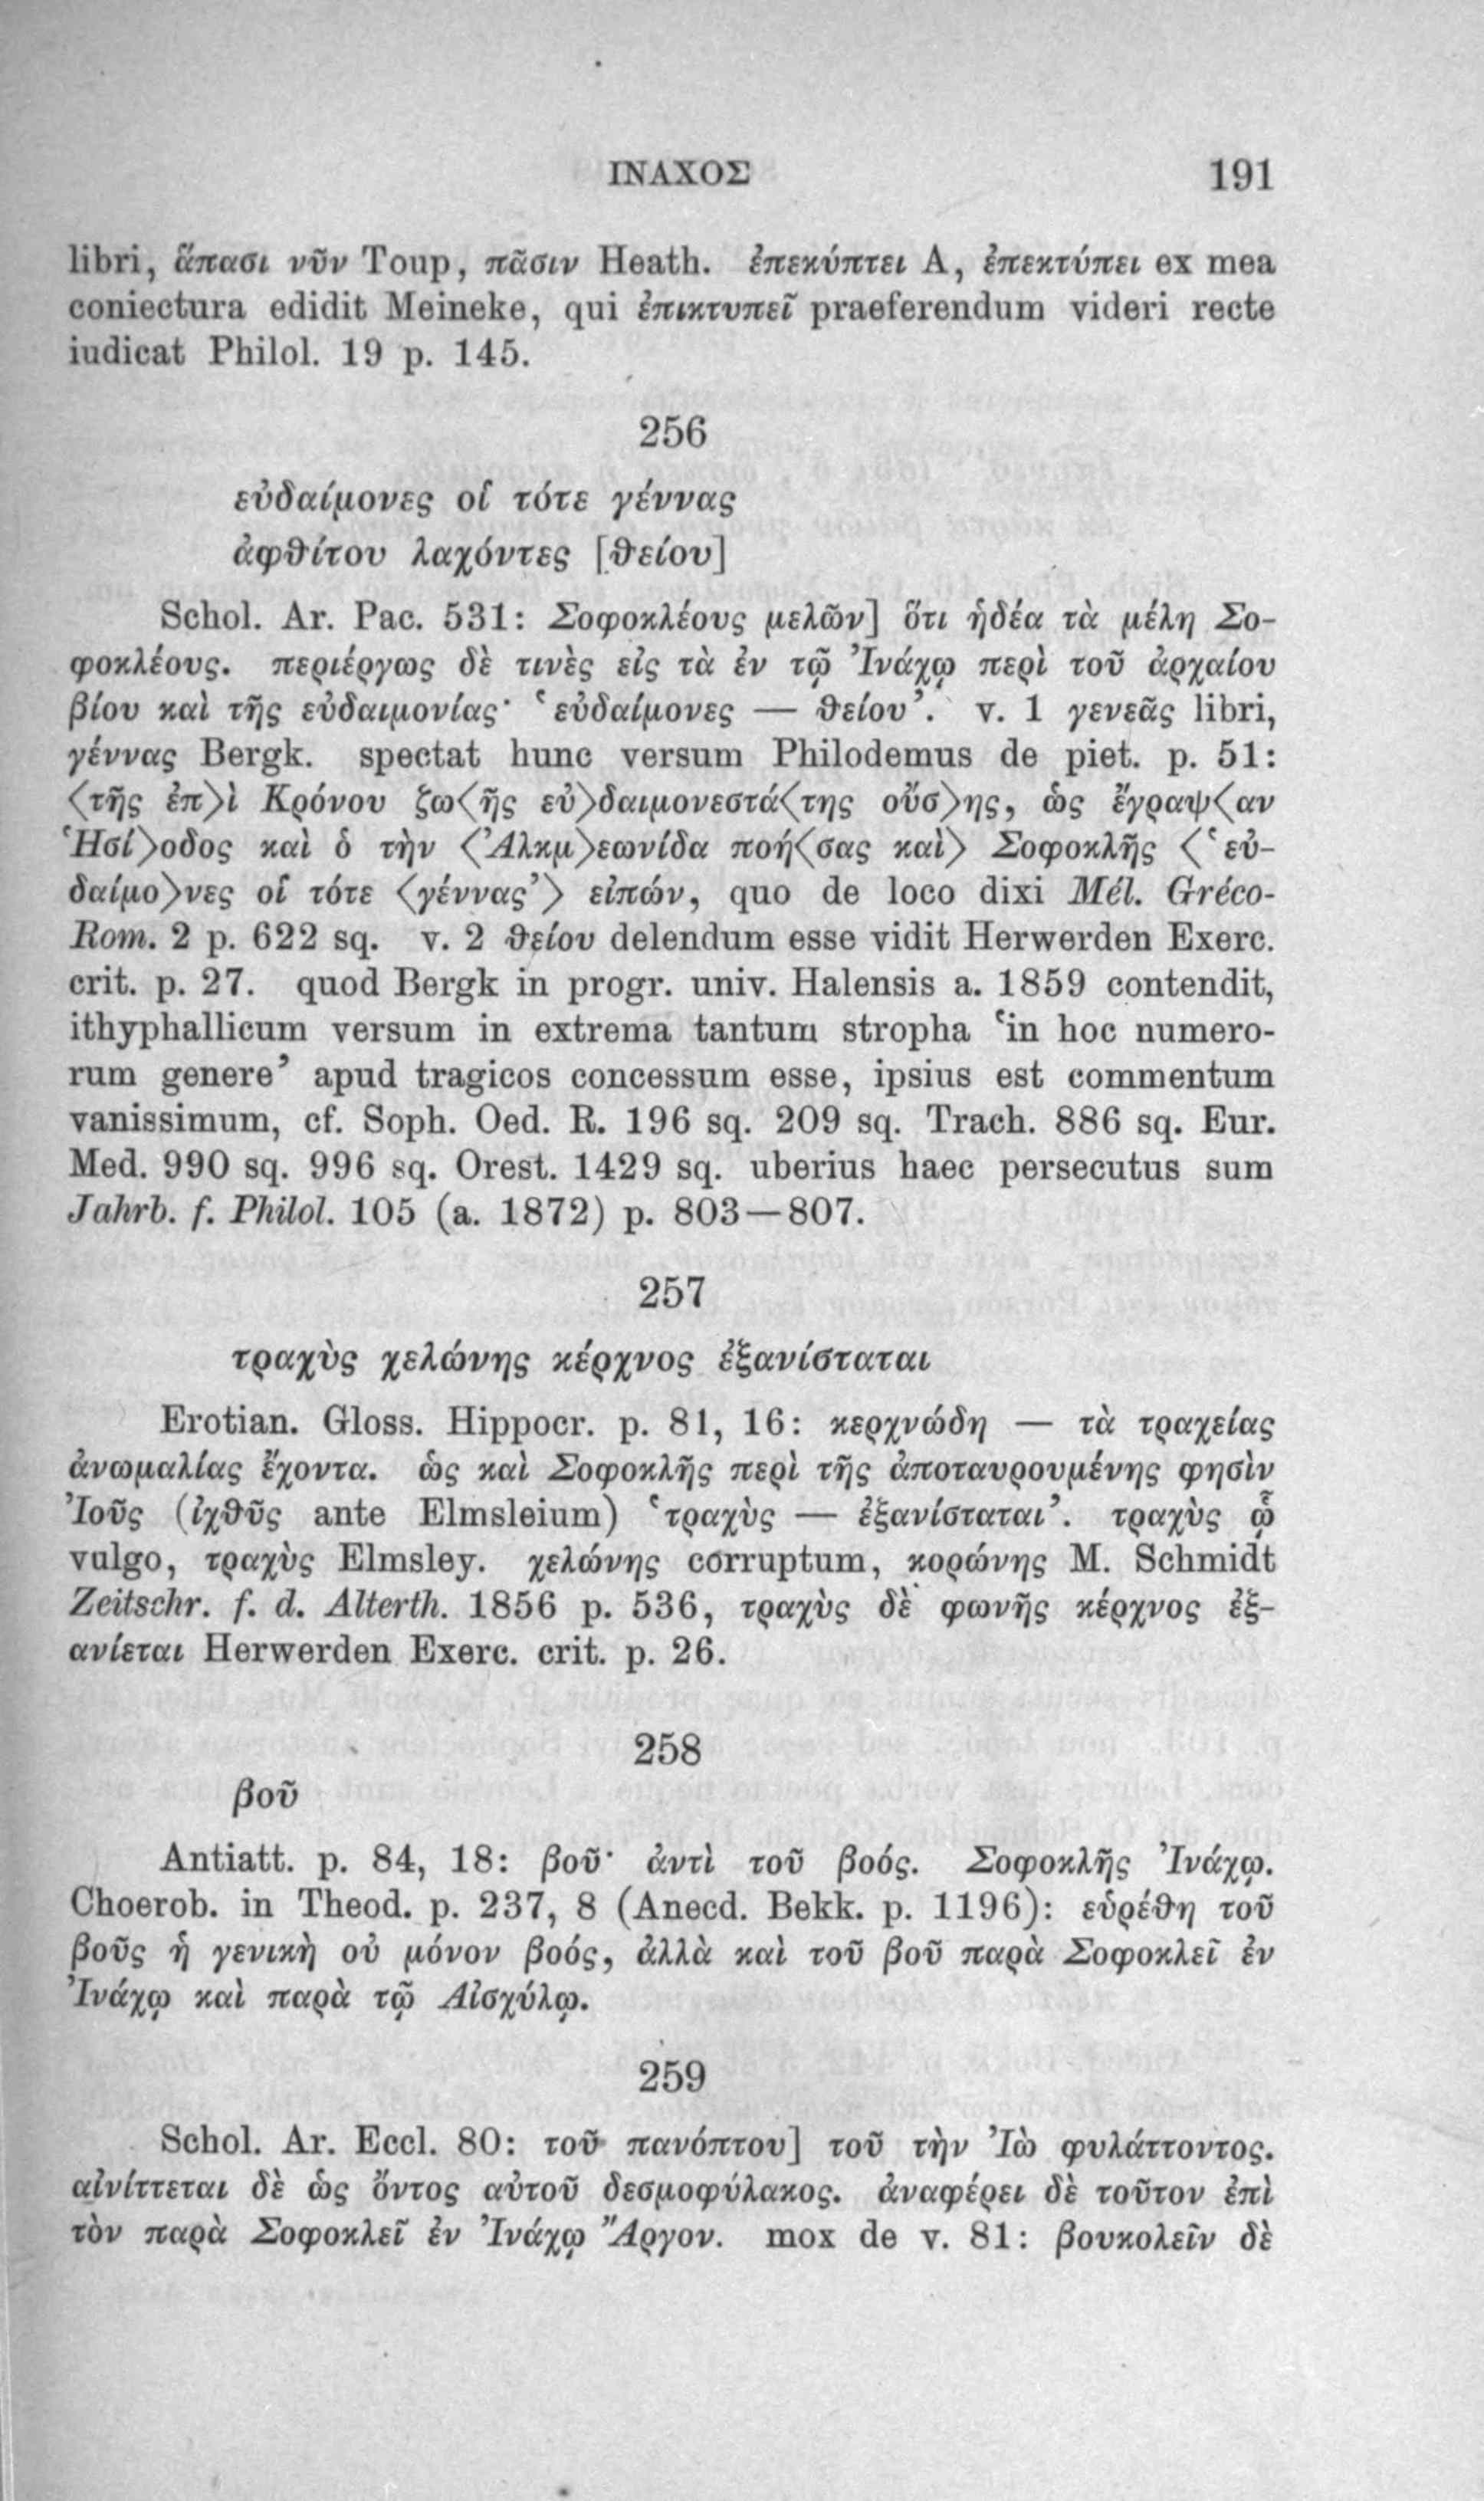 ΙΝΑΧΟΣ 191
libri, ἅπασι νῦν Toup, πᾶσιν Heath. ἐπεκύπτει A, ἐπεκτύπει ex mea
coniectura edidit Meineke, qui ἐπικτυπεῖ praeferendum videri recte
iudicat Philol. 19 p. 145.
256
εὐδαίμονες οἱ τότε γέννας
ἀφθίτου λαχόντες [θείου]
Schol. Ar. Pac. 531: Σοφοκλέους μελῶν] ὅτι ἡδέα τὰ μέλη Σο-
φοκλέους. περιέργως δὲ τινὲς εἰς τὰ ἐν τῷ Ἰνάχῳ περὶ τοῦ ἀρχαίου
βίου καὶ τῆς εὐδαιμονίας· ‘εὐδαίμονες — θείου’. v. 1 γενεᾶς libri,
γέννας Bergk. spectat hunc versum Philodemus de piet. p. 51:
⟨τῆς ἐπ⟩ὶ Κρόνου ζω⟨ῆς εὐ⟩δαιμονεστά⟨της οὔσ⟩ης, ὡς ἔγραψ⟨αν
Ἡσί⟩οδος καὶ ὁ τὴν ⟨Ἀλκμ⟩εωνίδα ποή⟨σας καὶ⟩ Σοφοκλῆς ⟨‘εὐ-
δαίμο⟩νες οἱ τότε ⟨γέννας’⟩ εἰπών, quo de loco dixi Mél. Gréco-
Rom. 2 p. 622 sq. v. 2 θείου delendum esse vidit Herwerden Exerc.
crit. p. 27. quod Bergk in progr. univ. Halensis a. 1859 contendit,
ithyphallicum versum in extrema tantum stropha ‘in hoc numero-
rum genere’ apud tragicos concessum esse, ipsius est commentum
vanissimum, cf. Soph. Oed. R. 196 sq. 209 sq. Trach. 886 sq. Eur.
Med. 990 sq. 996 sq. Orest. 1429 sq. uberius haec persecutus sum
Jahrb. f. Philol. 105 (a. 1872) p. 803—807.
257
τραχὺς χελώνης κέρχνος ἐξανίσταται
Erotian. Gloss. Hippocr. p. 81, 16: κερχνώδη — τὰ τραχείας
ἀνωμαλίας ἔχοντα. ὡς καὶ Σοφοκλῆς περὶ τῆς ἀποταυρουμένης φησὶν
Ἰοῦς (ἰχθῦς ante Elmsleium) ‘τραχὺς — ἐξανίσταται’. τραχὺς ᾧ
vulgo, τραχὺς Elmsley. χελώνης corruptum, κορώνης M. Schmidt
Zeitschr. f. d. Alterth. 1856 p. 536, τραχὺς δὲ φωνῆς κέρχνος ἐξ-
ανίεται Herwerden Exerc. crit. p. 26.
258
βοῦ
Antiatt. p. 84, 18: βοῦ· ἀντὶ τοῦ βοός. Σοφοκλῆς Ἰνάχῳ.
Choerob. in Theod. p. 237, 8 (Anecd. Bekk. p. 1196): εὑρέθη τοῦ
βοῦς ἡ γενικὴ οὐ μόνον βοός, ἀλλὰ καὶ τοῦ βοῦ παρὰ Σοφοκλεῖ ἐν
Ἰνάχῳ καὶ παρὰ τῷ Αἰσχύλῳ.
259
Schol. Ar. Eccl. 80: τοῦ πανόπτου] τοῦ τὴν Ἰὼ φυλάττοντος.
αἰνίττεται δὲ ὡς ὄντος αὐτοῦ δεσμοφύλακος. ἀναφέρει δὲ τοῦτον ἐπὶ
τὸν παρὰ Σοφοκλεῖ ἐν Ἰνάχῳ Ἄργον. mox de v. 81: βουκολεῖν δὲ